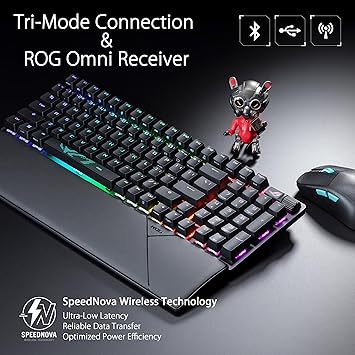 Tri-Mode Connection
&
ROG Omni Receiver
SpeedNova Wireless Technology
Ultra-Low Latency
Reliable Data Transfer
Optimized Power Efficiency
SPEEDNOVA